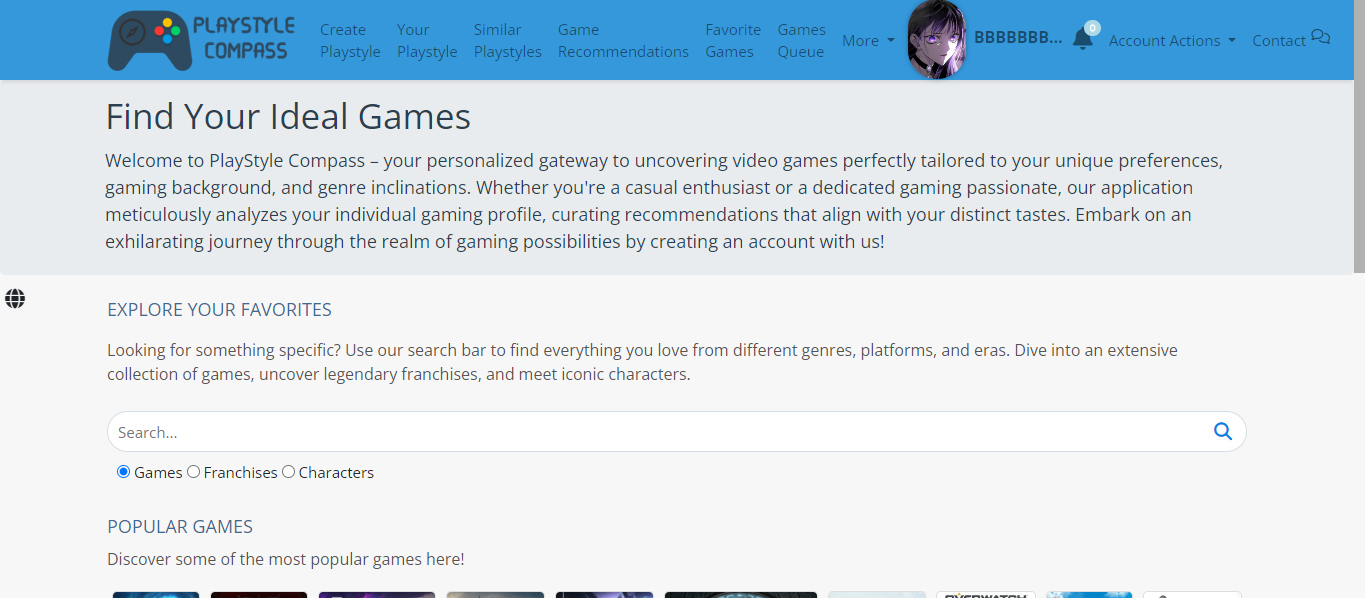 PLAYSTYLE
COMPASS
Create
Playstyle
Your
Playstyle
Similar
Playstyles
Game
Recommendations
Favorite
Games
Games
Queue
More
BBBBBBB...
0
Account Actions
Contact
Find Your Ideal Games
Welcome to PlayStyle Compass – your personalized gateway to uncovering video games perfectly tailored to your unique preferences,
gaming background, and genre inclinations. Whether you're a casual enthusiast or a dedicated gaming passionate, our application
meticulously analyzes your individual gaming profile, curating recommendations that align with your distinct tastes. Embark on an
exhilarating journey through the realm of gaming possibilities by creating an account with us!
EXPLORE YOUR FAVORITES
Looking for something specific? Use our search bar to find everything you love from different genres, platforms, and eras. Dive into an extensive
collection of games, uncover legendary franchises, and meet iconic characters.
Search...
Games Franchises Characters
POPULAR GAMES
Discover some of the most popular games here!
OVERWATCH